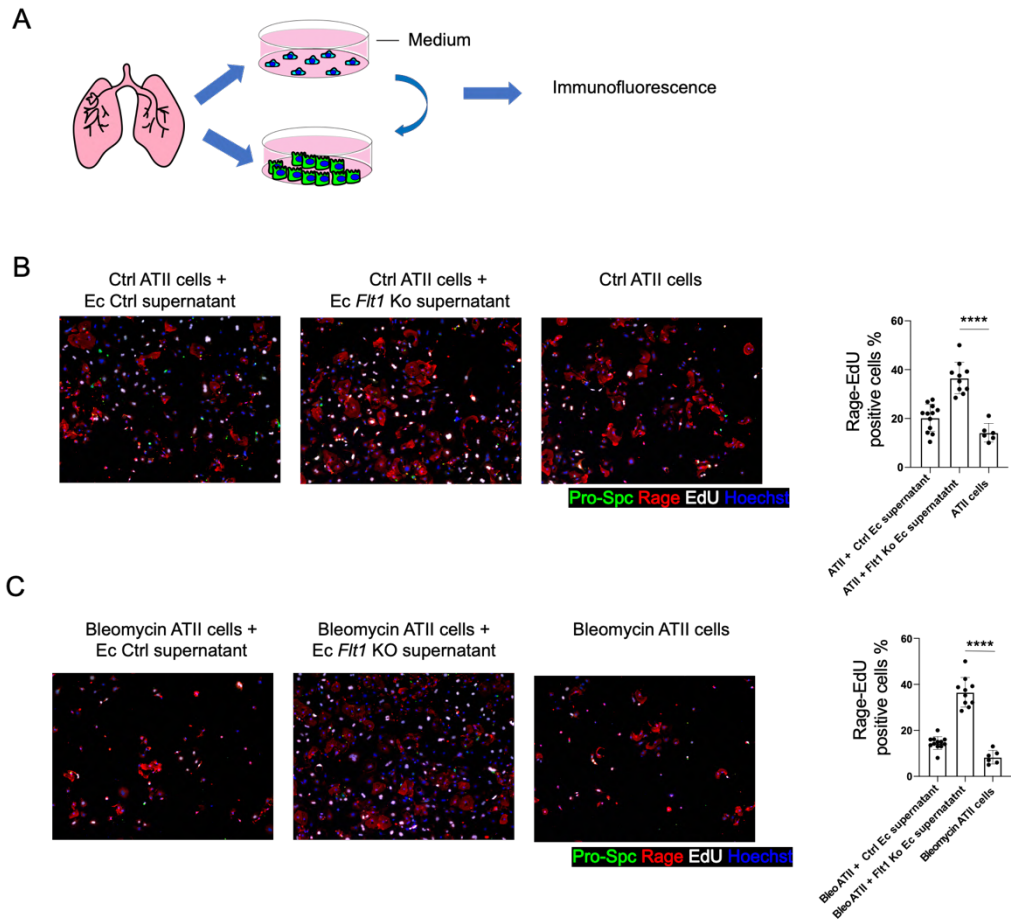 A
Medium
Immunofluorescence
B
Ctrl ATII cells +
Ec Ctrl supernatant
Ctrl ATII cells +
Ec Flt1 Ko supernatant
Ctrl ATII cells
Pro-Spc Rage EdU Hoechst
Rage-EdU
positive cells %
60
40
20
0
****
ATII + Ctrl Ec supernatant
ATII + Flt1 Ko Ec supernatatnt
ATII cells
C
Bleomycin ATII cells +
Ec Ctrl supernatant
Bleomycin ATII cells +
Ec Flt1 KO supernatant
Bleomycin ATII cells
Pro-Spc Rage EdU Hoechst
Rage-EdU
positive cells %
60
40
20
0
****
Bleo ATII + Ctrl Ec supernatant
Bleo ATII + Flt1 Ko Ec supernatatnt
Bleomycin ATII cells